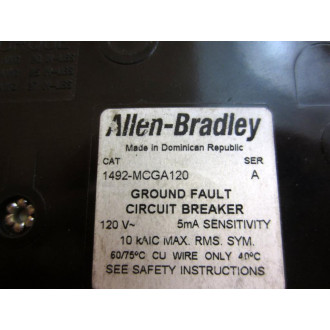 Allen-Bradley
Made in Dominican Republic
CAT SER
1492-MCGA120 A
GROUND FAULT
CIRCUIT BREAKER
120 V~ 5mA SENSITIVITY
10 kAIC MAX. RMS. SYM.
60/75°C CU WIRE ONLY 40°C
SEE SAFETY INSTRUCTIONS